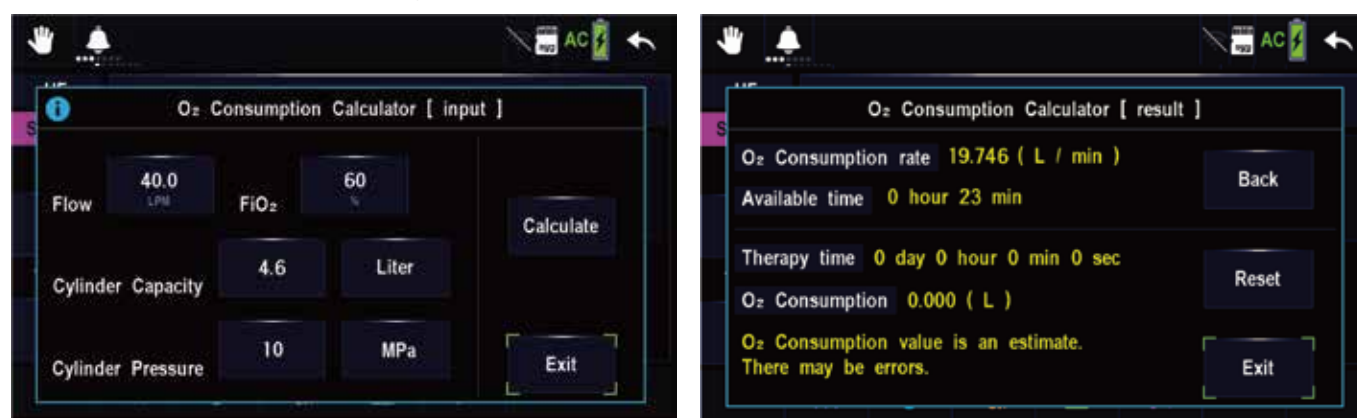 AC
O₂ Consumption Calculator [ input ]
Flow 40.0 LPM FiO₂ 60 %
Calculate
Cylinder Capacity 4.6 Liter
Cylinder Pressure 10 MPa
Exit
AC
O₂ Consumption Calculator [ result ]
O₂ Consumption rate 19.746 ( L / min )
Available time 0 hour 23 min
Back
Therapy time 0 day 0 hour 0 min 0 sec
O₂ Consumption 0.000 ( L )
Reset
O₂ Consumption value is an estimate.
There may be errors.
Exit